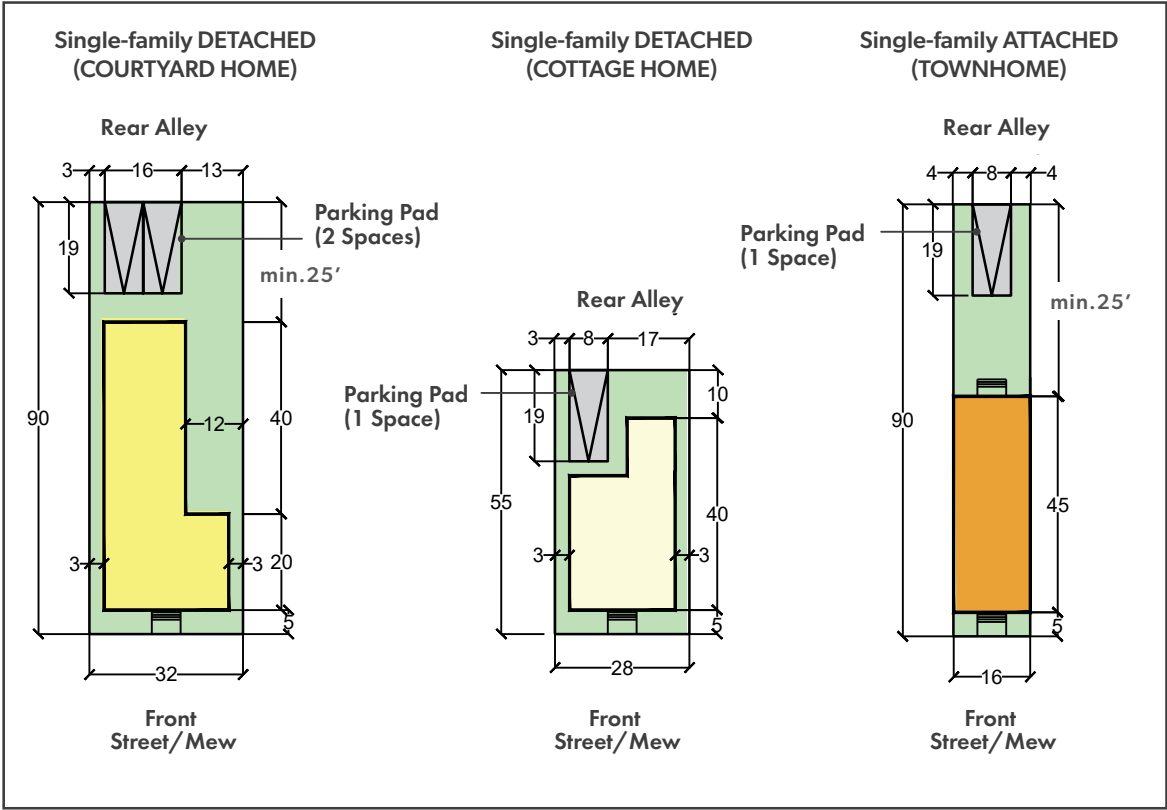 Single-family DETACHED
(COURTYARD HOME)
Rear Alley
3
16
13
90
19
Parking Pad
(2 Spaces)
min.25’
12
40
3
3
20
5
32
Front
Street/Mew
Single-family DETACHED
(COTTAGE HOME)
Rear Alley
3
8
17
Parking Pad
(1 Space)
19
10
55
40
3
3
5
28
Front
Street/Mew
Single-family ATTACHED
(TOWNHOME)
Rear Alley
4
8
4
Parking Pad
(1 Space)
19
min.25’
90
45
5
16
Front
Street/Mew